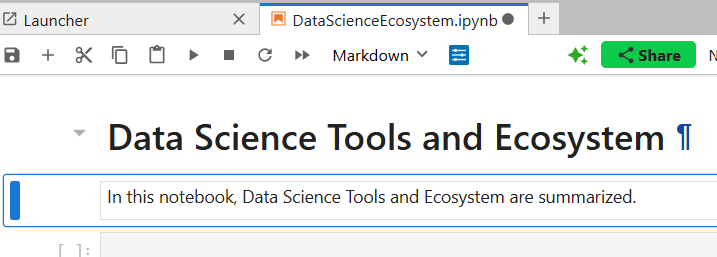 Launcher
DataScienceEcosystem.ipynb
Markdown
Share
Data Science Tools and Ecosystem ¶
In this notebook, Data Science Tools and Ecosystem are summarized.
[ ]: